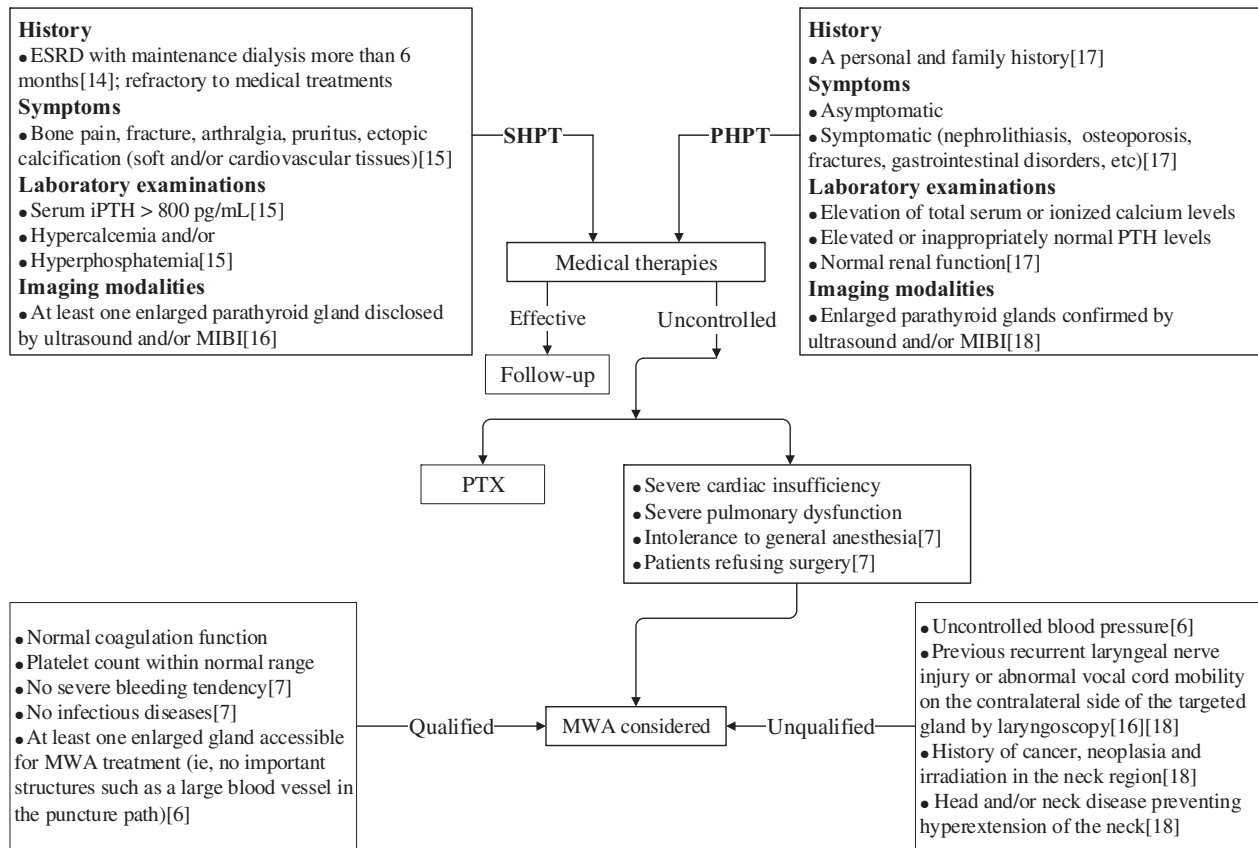 History
●ESRD with maintenance dialysis more than 6
months[14]; refractory to medical treatments
Symptoms
●Bone pain, fracture, arthralgia, pruritus, ectopic
calcification (soft and/or cardiovascular tissues)[15]
Laboratory examinations
●Serum iPTH > 800 pg/mL[15]
●Hypercalcemia and/or
●Hyperphosphatemia[15]
Imaging modalities
●At least one enlarged parathyroid gland disclosed
by ultrasound and/or MIBI[16]
SHPT
PHPT
History
●A personal and family history[17]
Symptoms
●Asymptomatic
●Symptomatic (nephrolithiasis, osteoporosis,
fractures, gastrointestinal disorders, etc)[17]
Laboratory examinations
●Elevation of total serum or ionized calcium levels
●Elevated or inappropriately normal PTH levels
●Normal renal function[17]
Imaging modalities
●Enlarged parathyroid glands confirmed by
ultrasound and/or MIBI[18]
Medical therapies
Effective
Uncontrolled
Follow-up
PTX
●Severe cardiac insufficiency
●Severe pulmonary dysfunction
●Intolerance to general anesthesia[7]
●Patients refusing surgery[7]
●Normal coagulation function
●Platelet count within normal range
●No severe bleeding tendency[7]
●No infectious diseases[7]
●At least one enlarged gland accessible
for MWA treatment (ie, no important
structures such as a large blood vessel in
the puncture path)[6]
Qualified
MWA considered
Unqualified
●Uncontrolled blood pressure[6]
●Previous recurrent laryngeal nerve
injury or abnormal vocal cord mobility
on the contralateral side of the targeted
gland by laryngoscopy[16][18]
●History of cancer, neoplasia and
irradiation in the neck region[18]
● Head and/or neck disease preventing
hyperextension of the neck[18]